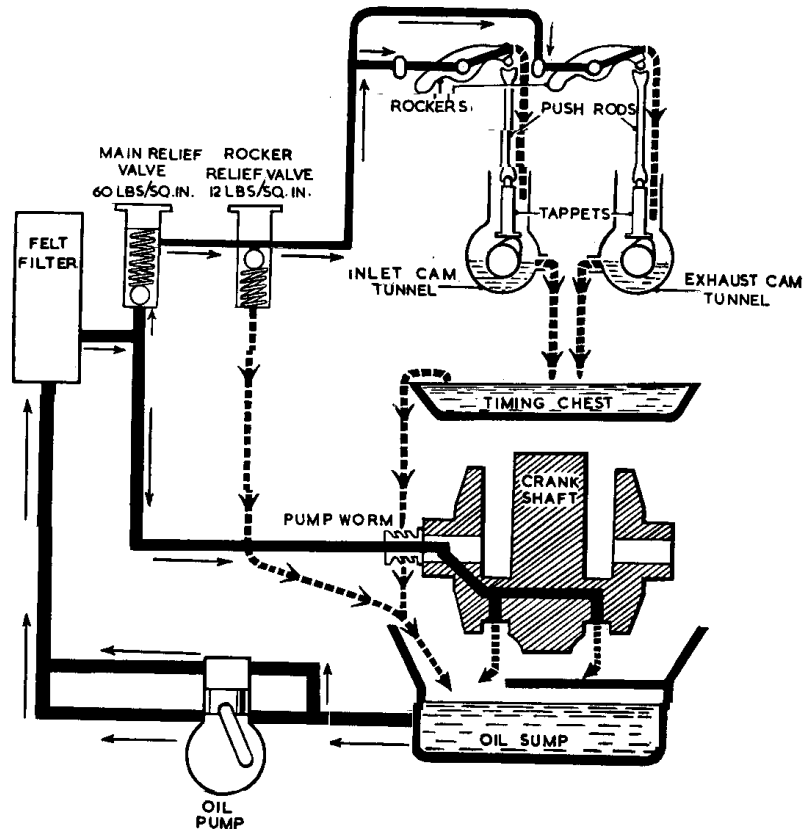 ROCKERS
PUSH RODS
MAIN RELIEF
VALVE
60 LBS/SQ.IN.
ROCKER
RELIEF VALVE
12 LBS/SQ.IN.
TAPPETS
FELT
FILTER
INLET CAM
TUNNEL
EXHAUST CAM
TUNNEL
TIMING CHEST
CRANK
SHAFT
PUMP WORM
OIL SUMP
OIL
PUMP